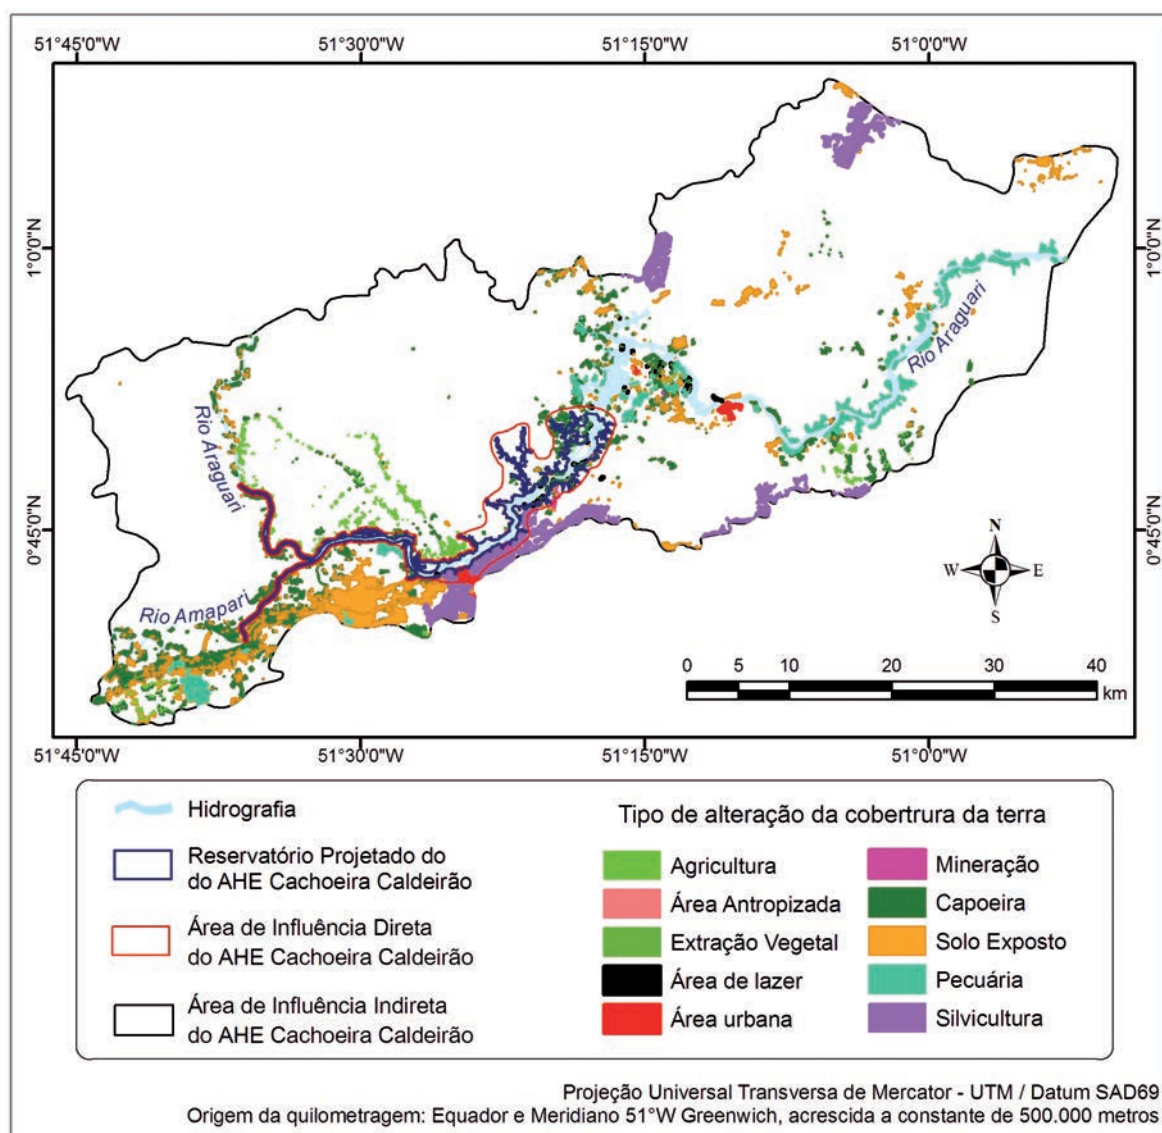 51°45'0"W 51°30'0"W 51°15'0"W 51°0'0"W
1°0'0"N
1°0'0"N
0°45'0"N
0°45'0"N
Rio Araguari
Rio Araguari
Rio Amapari
N
W E
S
0 5 10 20 30 40
km
51°45'0"W 51°30'0"W 51°15'0"W 51°0'0"W
Hidrografia
Reservatório Projetado do
do AHE Cachoeira Caldeirão
Área de Influência Direta
do AHE Cachoeira Caldeirão
Área de Influência Indireta
do AHE Cachoeira Caldeirão
Tipo de alteração da cobertrura da terra
Agricultura
Área Antropizada
Extração Vegetal
Área de lazer
Área urbana
Mineração
Capoeira
Solo Exposto
Pecuária
Silvicultura
Projeção Universal Transversa de Mercator - UTM / Datum SAD69
Origem da quilometragem: Equador e Meridiano 51°W Greenwich, acrescida a constante de 500.000 metros